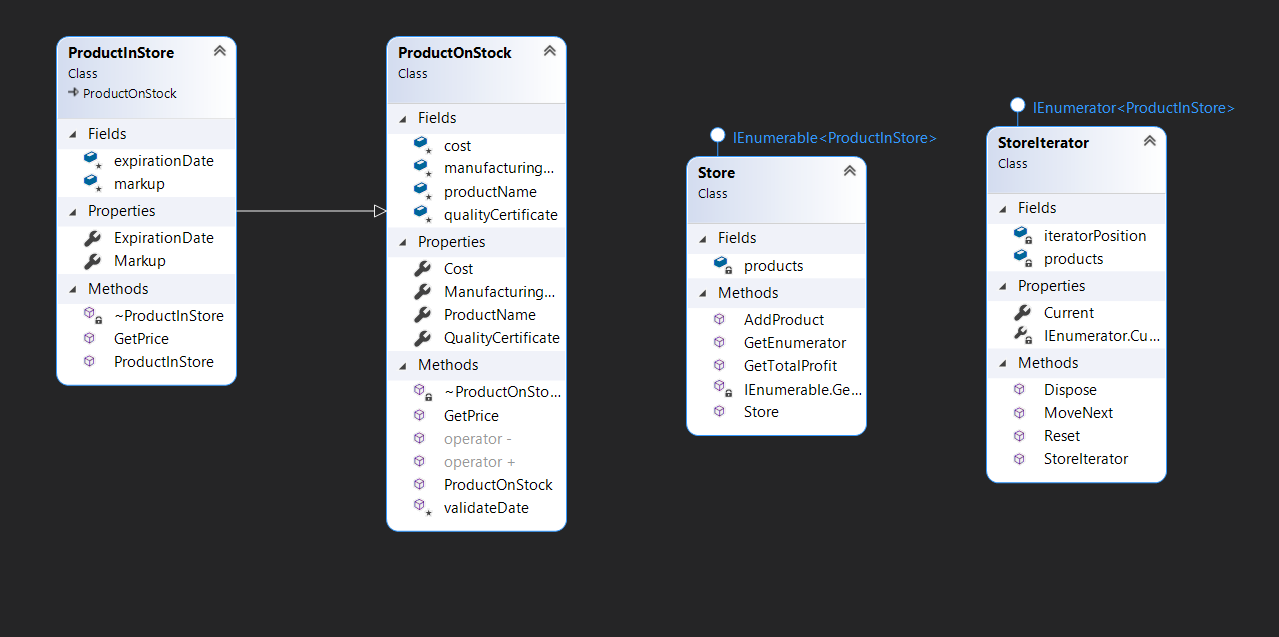 ProductInStore
Class
ProductOnStock
Fields
expirationDate
markup
Properties
ExpirationDate
Markup
Methods
~ProductInStore
GetPrice
ProductInStore
ProductOnStock
Class
Fields
cost
manufacturing...
productName
qualityCertificate
Properties
Cost
Manufacturing...
ProductName
QualityCertificate
Methods
~ProductOnSto...
GetPrice
operator -
operator +
ProductOnStock
validateDate
IEnumerable<ProductInStore>
Store
Class
Fields
products
Methods
AddProduct
GetEnumerator
GetTotalProfit
IEnumerable.Ge...
Store
IEnumerator<ProductInStore>
StoreIterator
Class
Fields
iteratorPosition
products
Properties
Current
IEnumerator.Cu...
Methods
Dispose
MoveNext
Reset
StoreIterator